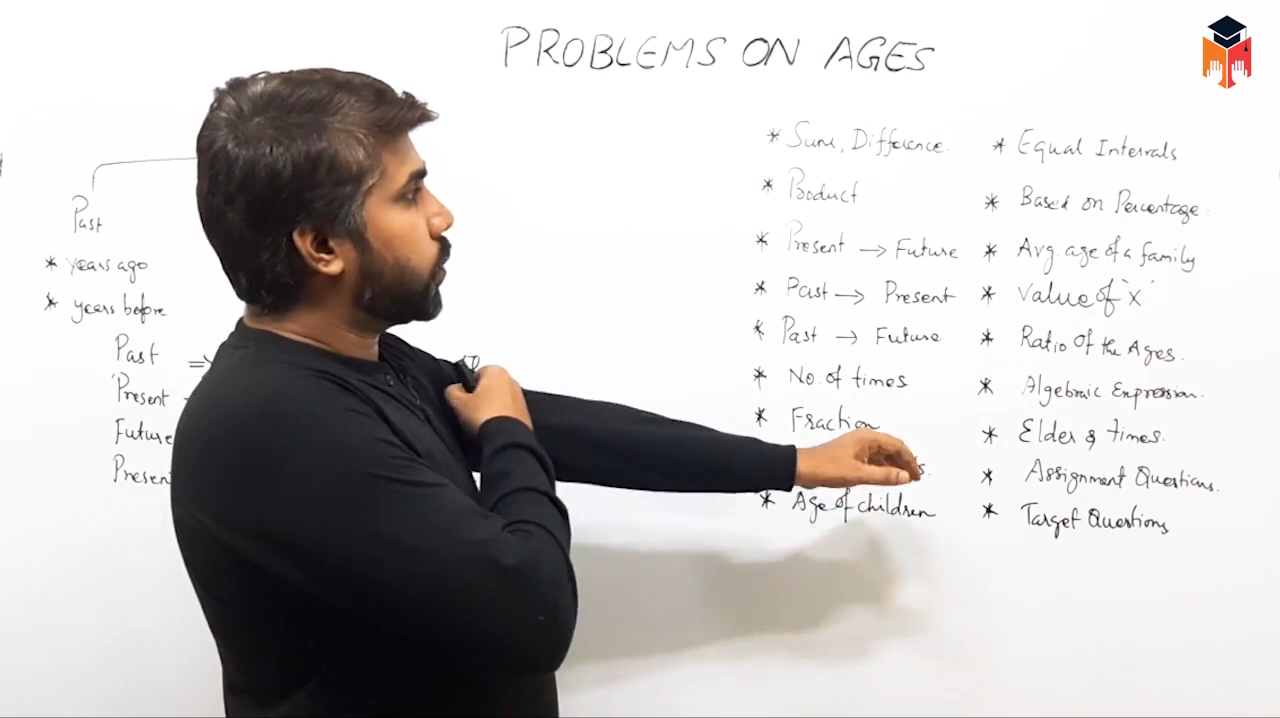 PROBLEMS ON AGES
Past
* years ago
* years before
Past ⇒
Present
Future
Present
* Sum, Difference.
* Product
* Present → Future
* Past → Present
* Past → Future
* No. of times
* Fraction
* Age of children
* Equal Intervals
* Based on Percentage.
* Avg age of a family
* Value of "x"
* Ratio of the Ages.
* Algebraic Expression.
* Elder & times.
* Assignment Questions.
* Target Questions